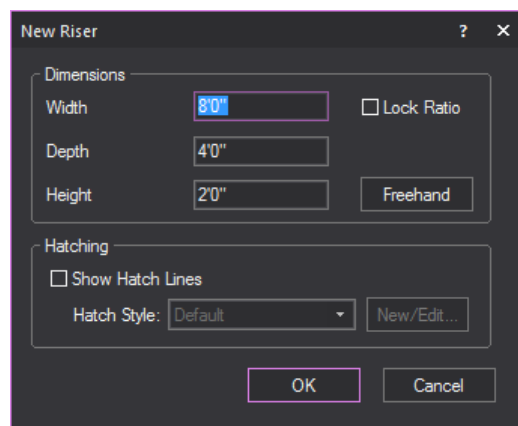 New Riser ?
Dimensions
Width 8'0" Lock Ratio
Depth 4'0"
Height 2'0" Freehand
Hatching
Show Hatch Lines
Hatch Style: Default New/Edit...
OK Cancel